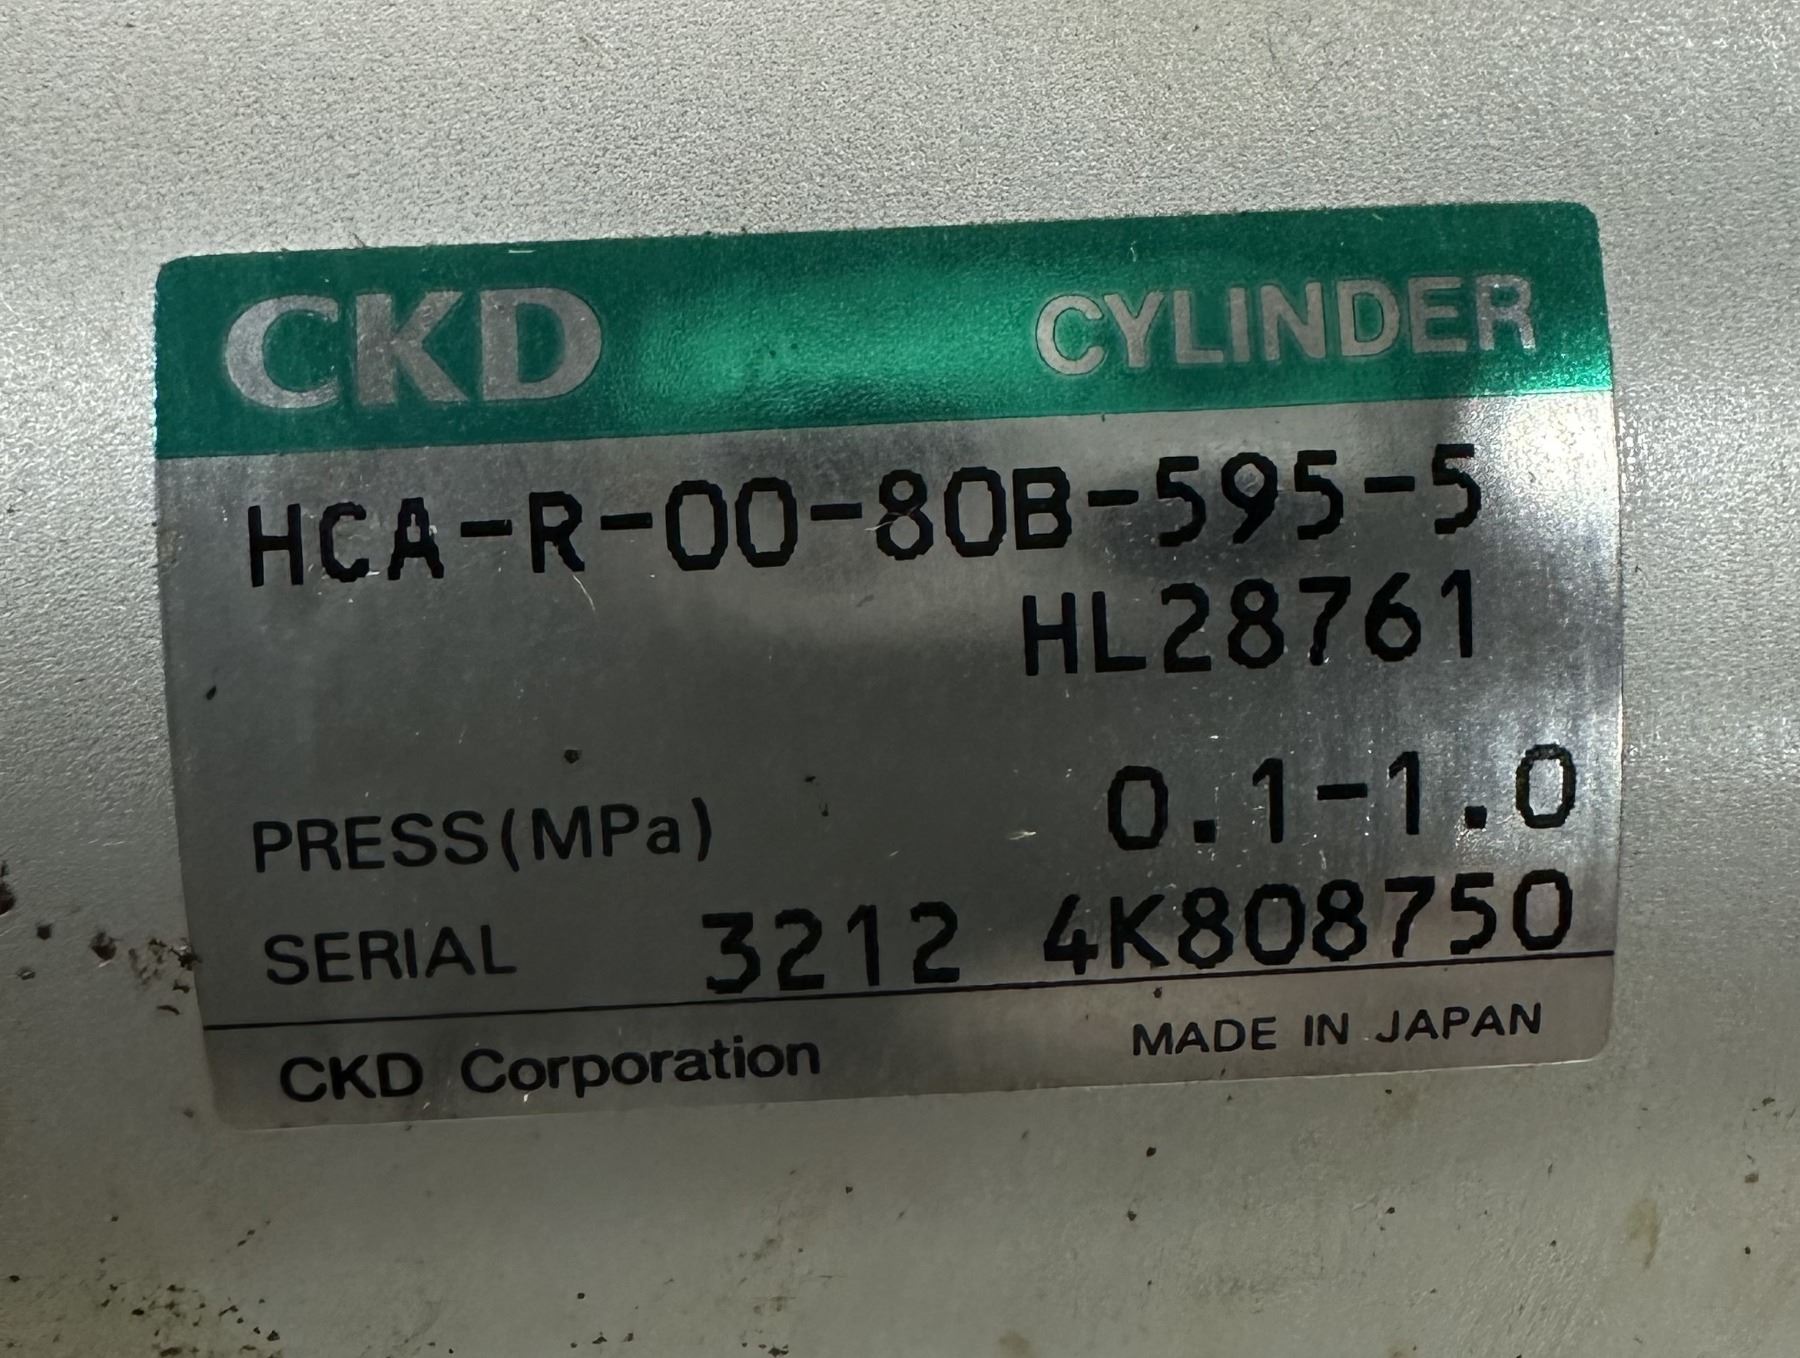 CKD CYLINDER
HCA-R-00-80B-595-5
HL28761
PRESS(MPa) 0.1-1.0
SERIAL 3212 4K808750
CKD Corporation MADE IN JAPAN